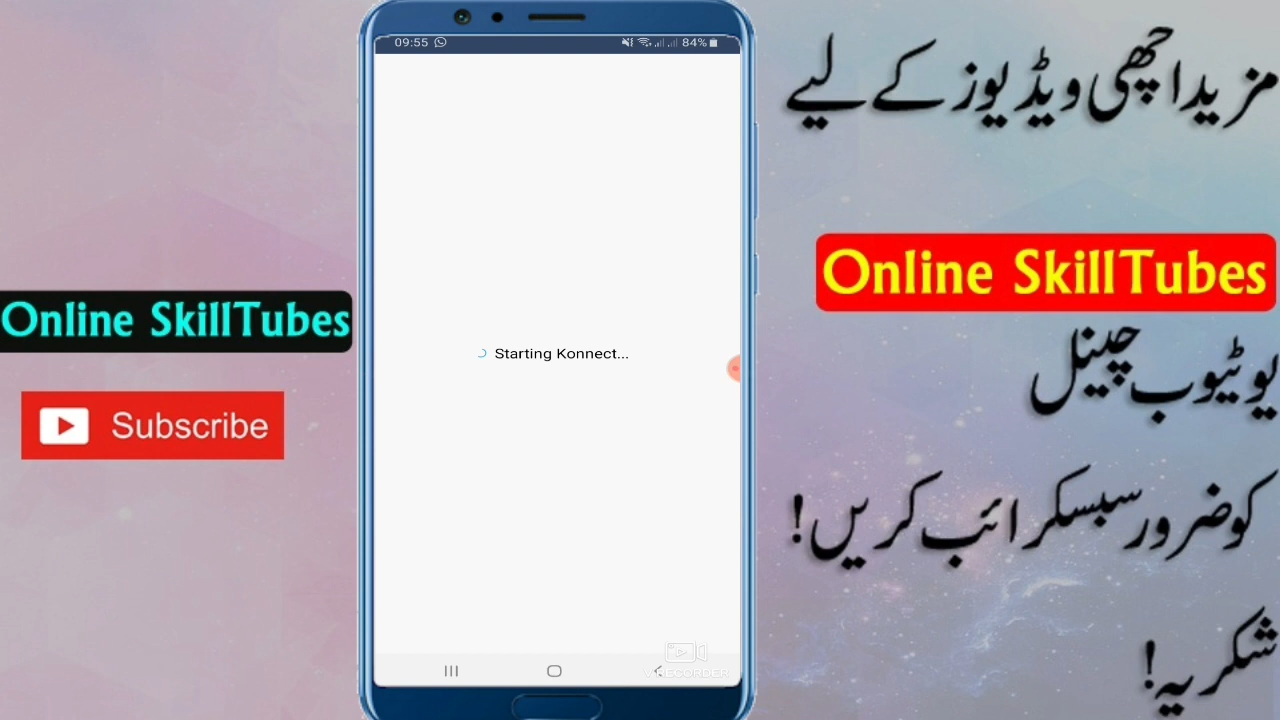 09:55
84%
Starting Konnect...
V RECORDER
Online SkillTubes
Subscribe
مزید اچھی ویڈیوز کے لیے
Online SkillTubes
یوٹیوب چینل
کو ضرور سبسکرائب کریں!
شکریہ!